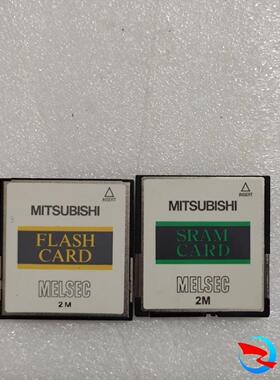 INSERT
MITSUBISHI
FLASH
CARD
MELSEC
2M
INSERT
MITSUBISHI
SRAM
CARD
MELSEC
2M